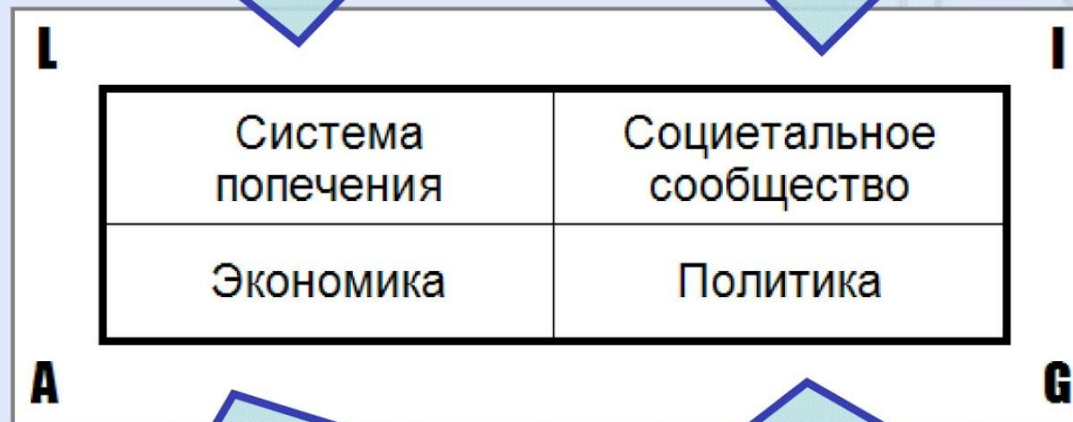 L
I
Система
попечения
Социетальное
сообщество
Экономика
Политика
A
G